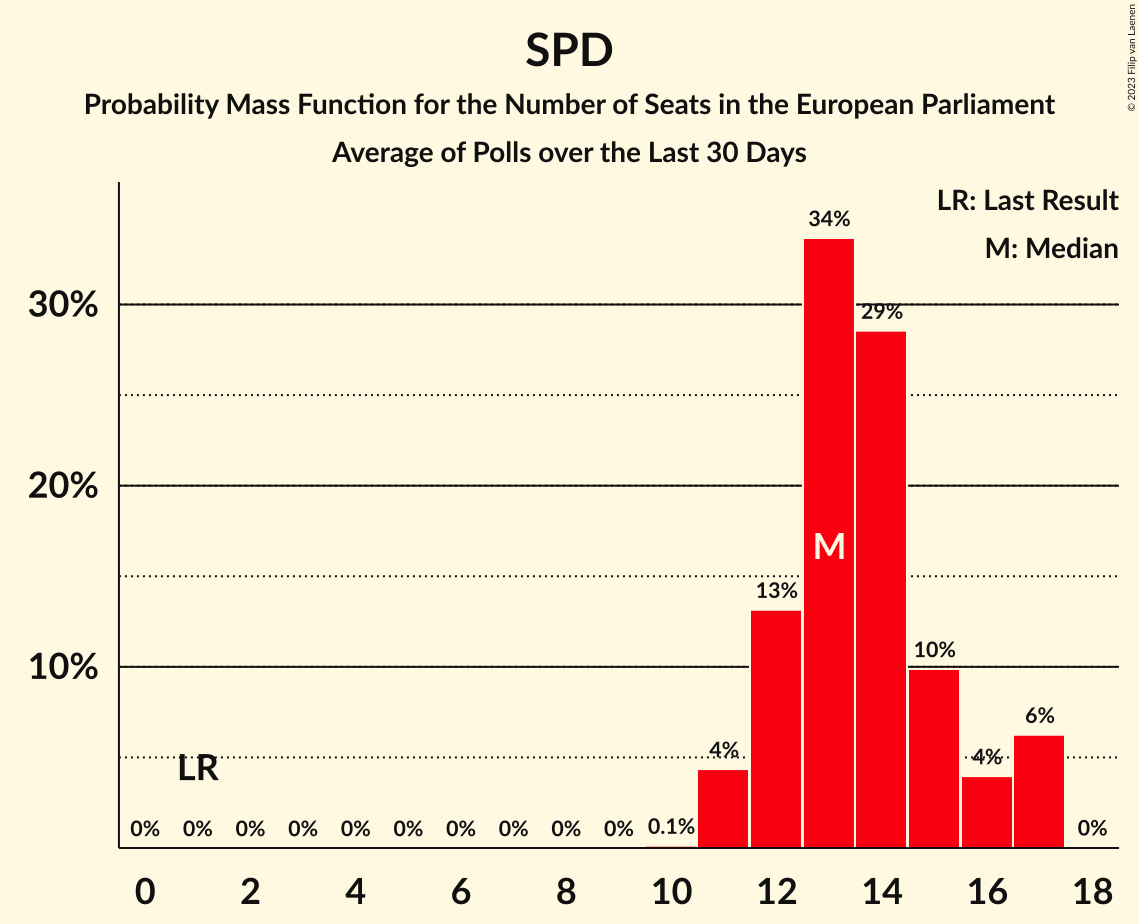 SPD
Probability Mass Function for the Number of Seats in the European Parliament
Average of Polls over the Last 30 Days
© 2023 Filip van Laenen
LR: Last Result
M: Median
34%
30%
29%
20%
M
13%
10%
10%
6%
4%
4%
LR
0% 0% 0% 0% 0% 0% 0% 0% 0% 0% 0.1% 0%
0 2 4 6 8 10 12 14 16 18